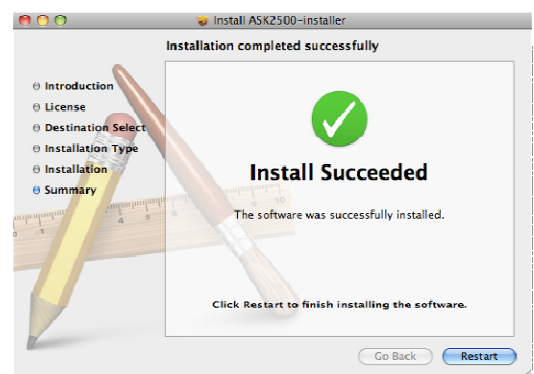 Install ASK2500-installer
Installation completed successfully
Introduction
License
Destination Select
Installation Type
Installation
Summary
Install Succeeded
The software was successfully installed.
Click Restart to finish installing the software.
Go Back
Restart